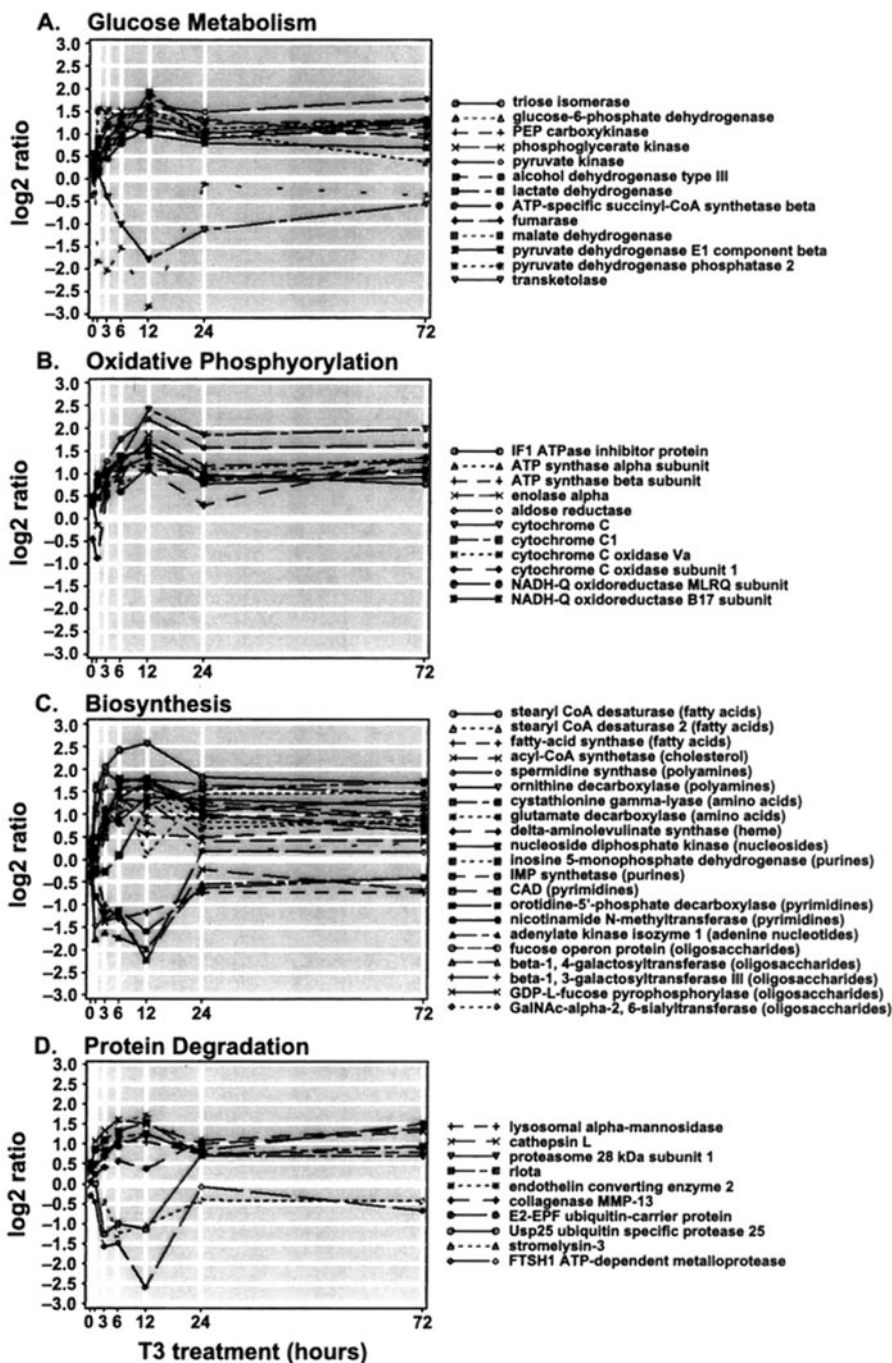 A. Glucose Metabolism
3.0
2.5
2.0
1.5
1.0
0.5
0.0
−0.5
−1.0
−1.5
−2.0
−2.5
−3.0
log2 ratio
0 3 6 12 24 72
triose isomerase
glucose-6-phosphate dehydrogenase
PEP carboxykinase
phosphoglycerate kinase
pyruvate kinase
alcohol dehydrogenase type III
lactate dehydrogenase
ATP-specific succinyl-CoA synthetase beta
fumarase
malate dehydrogenase
pyruvate dehydrogenase E1 component beta
pyruvate dehydrogenase phosphatase 2
transketolase
B. Oxidative Phosphyorylation
3.0
2.5
2.0
1.5
1.0
0.5
0.0
−0.5
−1.0
−1.5
−2.0
−2.5
−3.0
log2 ratio
0 3 6 12 24 72
IF1 ATPase inhibitor protein
ATP synthase alpha subunit
ATP synthase beta subunit
enolase alpha
aldose reductase
cytochrome C
cytochrome C1
cytochrome C oxidase Va
cytochrome C oxidase subunit 1
NADH-Q oxidoreductase MLRQ subunit
NADH-Q oxidoreductase B17 subunit
C. Biosynthesis
3.0
2.5
2.0
1.5
1.0
0.5
0.0
−0.5
−1.0
−1.5
−2.0
−2.5
−3.0
log2 ratio
0 3 6 12 24 72
stearyl CoA desaturase (fatty acids)
stearyl CoA desaturase 2 (fatty acids)
fatty-acid synthase (fatty acids)
acyl-CoA synthetase (cholesterol)
spermidine synthase (polyamines)
ornithine decarboxylase (polyamines)
cystathionine gamma-lyase (amino acids)
glutamate decarboxylase (amino acids)
delta-aminolevulinate synthase (heme)
nucleoside diphosphate kinase (nucleosides)
inosine 5-monophosphate dehydrogenase (purines)
IMP synthetase (purines)
CAD (pyrimidines)
orotidine-5'-phosphate decarboxylase (pyrimidines)
nicotinamide N-methyltransferase (pyrimidines)
adenylate kinase isozyme 1 (adenine nucleotides)
fucose operon protein (oligosaccharides)
beta-1, 4-galactosyltransferase (oligosaccharides)
beta-1, 3-galactosyltransferase III (oligosaccharides)
GDP-L-fucose pyrophosphorylase (oligosaccharides)
GalNAc-alpha-2, 6-sialyltransferase (oligosaccharides)
D. Protein Degradation
3.0
2.5
2.0
1.5
1.0
0.5
0.0
−0.5
−1.0
−1.5
−2.0
−2.5
−3.0
log2 ratio
0 3 6 12 24 72
T3 treatment (hours)
lysosomal alpha-mannosidase
cathepsin L
proteasome 28 kDa subunit 1
rlota
endothelin converting enzyme 2
collagenase MMP-13
E2-EPF ubiquitin-carrier protein
Usp25 ubiquitin specific protease 25
stromelysin-3
FTSH1 ATP-dependent metalloprotease